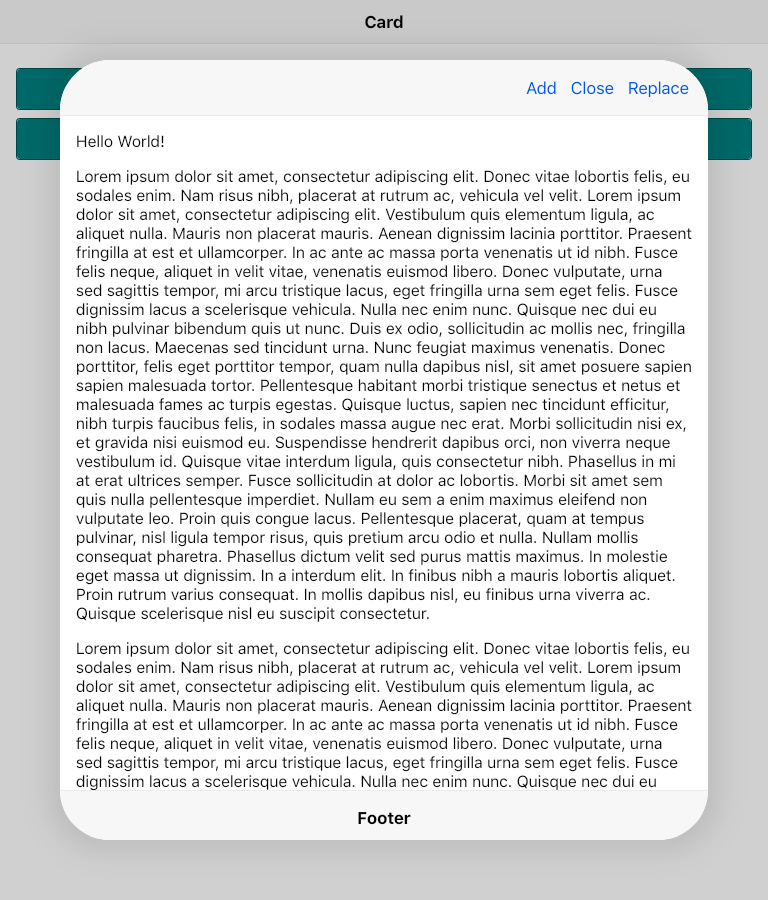 Card
Add Close Replace
Hello World!
Lorem ipsum dolor sit amet, consectetur adipiscing elit. Donec vitae lobortis felis, eu
sodales enim. Nam risus nibh, placerat at rutrum ac, vehicula vel velit. Lorem ipsum
dolor sit amet, consectetur adipiscing elit. Vestibulum quis elementum ligula, ac
aliquet nulla. Mauris non placerat mauris. Aenean dignissim lacinia porttitor. Praesent
fringilla at est et ullamcorper. In ac ante ac massa porta venenatis ut id nibh. Fusce
felis neque, aliquet in velit vitae, venenatis euismod libero. Donec vulputate, urna
sed sagittis tempor, mi arcu tristique lacus, eget fringilla urna sem eget felis. Fusce
dignissim lacus a scelerisque vehicula. Nulla nec enim nunc. Quisque nec dui eu
nibh pulvinar bibendum quis ut nunc. Duis ex odio, sollicitudin ac mollis nec, fringilla
non lacus. Maecenas sed tincidunt urna. Nunc feugiat maximus venenatis. Donec
porttitor, felis eget porttitor tempor, quam nulla dapibus nisl, sit amet posuere sapien
sapien malesuada tortor. Pellentesque habitant morbi tristique senectus et netus et
malesuada fames ac turpis egestas. Quisque luctus, sapien nec tincidunt efficitur,
nibh turpis faucibus felis, in sodales massa augue nec erat. Morbi sollicitudin nisi ex,
et gravida nisi euismod eu. Suspendisse hendrerit dapibus orci, non viverra neque
vestibulum id. Quisque vitae interdum ligula, quis consectetur nibh. Phasellus in mi
at erat ultrices semper. Fusce sollicitudin at dolor ac lobortis. Morbi sit amet sem
quis nulla pellentesque imperdiet. Nullam eu sem a enim maximus eleifend non
vulputate leo. Proin quis congue lacus. Pellentesque placerat, quam at tempus
pulvinar, nisl ligula tempor risus, quis pretium arcu odio et nulla. Nullam mollis
consequat pharetra. Phasellus dictum velit sed purus mattis maximus. In molestie
eget massa ut dignissim. In a interdum elit. In finibus nibh a mauris lobortis aliquet.
Proin rutrum varius consequat. In mollis dapibus nisl, eu finibus urna viverra ac.
Quisque scelerisque nisl eu suscipit consectetur.
Lorem ipsum dolor sit amet, consectetur adipiscing elit. Donec vitae lobortis felis, eu
sodales enim. Nam risus nibh, placerat at rutrum ac, vehicula vel velit. Lorem ipsum
dolor sit amet, consectetur adipiscing elit. Vestibulum quis elementum ligula, ac
aliquet nulla. Mauris non placerat mauris. Aenean dignissim lacinia porttitor. Praesent
fringilla at est et ullamcorper. In ac ante ac massa porta venenatis ut id nibh. Fusce
felis neque, aliquet in velit vitae, venenatis euismod libero. Donec vulputate, urna
sed sagittis tempor, mi arcu tristique lacus, eget fringilla urna sem eget felis. Fusce
dignissim lacus a scelerisque vehicula. Nulla nec enim nunc. Quisque nec dui eu
Footer